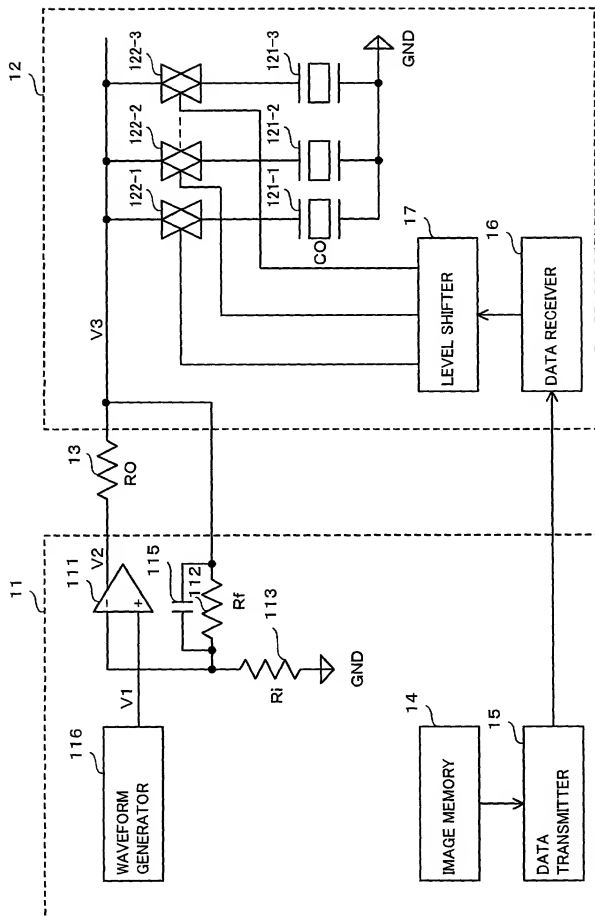 11
116
WAVEFORM
GENERATOR
V1
111
-
+
V2
115
112
Rf
113
Ri
GND
13
RO
14
IMAGE MEMORY
15
DATA
TRANSMITTER
12
V3
122-1
122-2
122-3
121-1
121-2
121-3
CO
GND
17
LEVEL SHIFTER
16
DATA RECEIVER